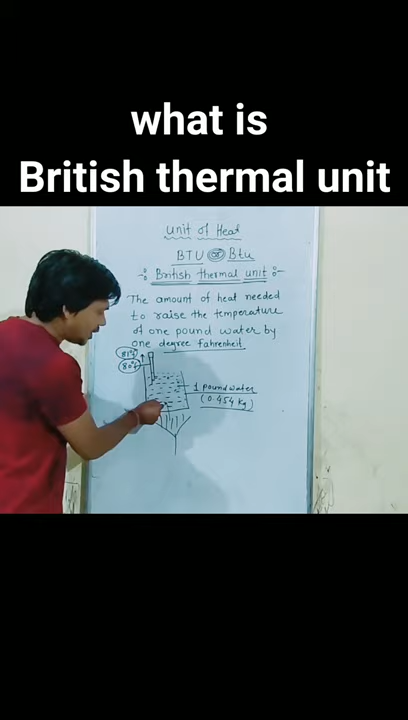 what is
British thermal unit
Unit of Heat
BTU or Btu
British thermal unit
The amount of heat needed
to raise the temperature
of one pound water by
one degree fahrenheit
81°f
80°f
1 pound water
(0.454 kg)